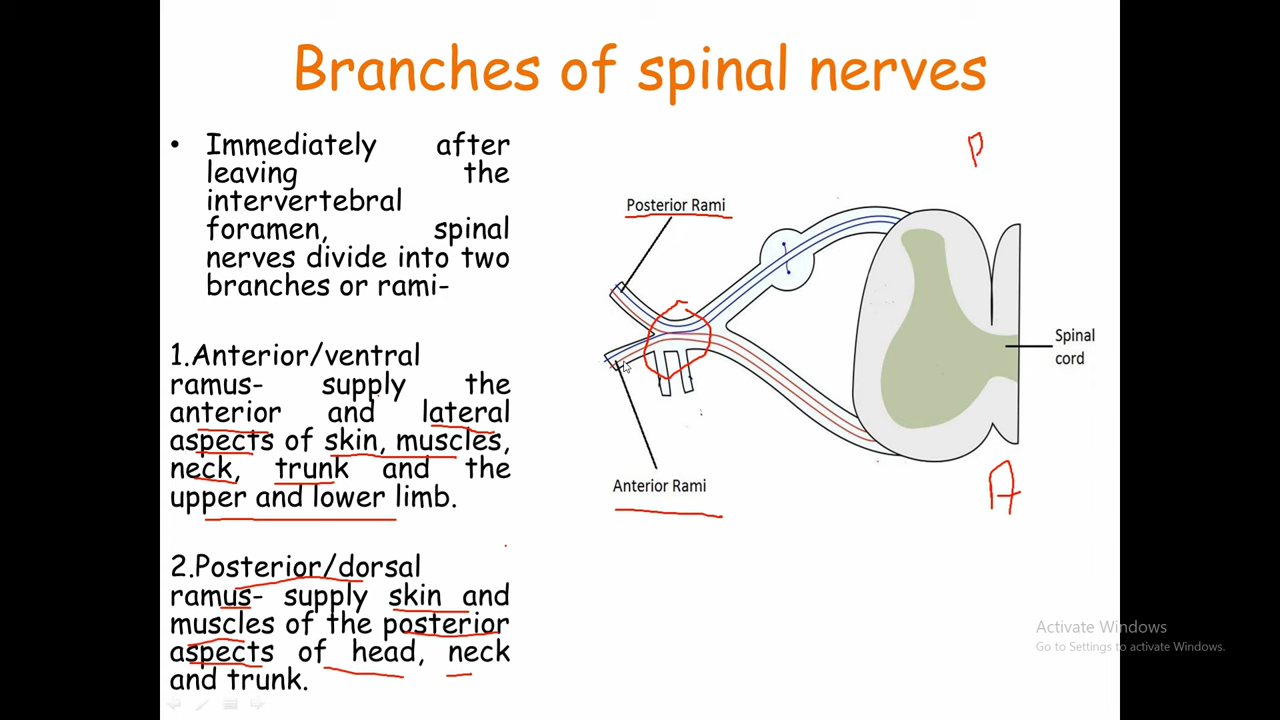 Branches of spinal nerves
• Immediately after
leaving the
intervertebral
foramen, spinal
nerves divide into two
branches or rami-
1.Anterior/ventral
ramus- supply the
anterior and lateral
aspects of skin, muscles,
neck, trunk and the
upper and lower limb.
2.Posterior/dorsal
ramus- supply skin and
muscles of the posterior
aspects of head, neck
and trunk.
P
Posterior Rami
Spinal
cord
Anterior Rami
A
Activate Windows
Go to Settings to activate Windows.